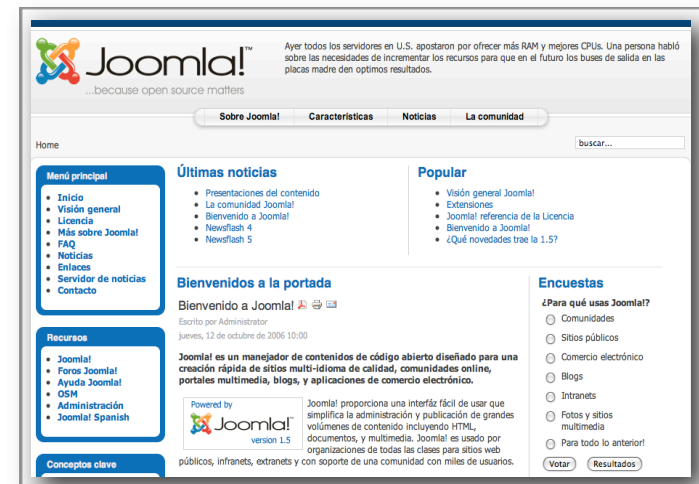 Joomla!™
...because open source matters
Ayer todos los servidores en U.S. apostaron por ofrecer más RAM y mejores CPUs. Una persona habló
sobre las necesidades de incrementar los recursos para que en el futuro los buses de salida en las
placas madre den optimos resultados.
Sobre Joomla! Características Noticias La comunidad
Home
buscar...
Menú principal
Inicio
Visión general
Licencia
Más sobre Joomla!
FAQ
Noticias
Enlaces
Servidor de noticias
Contacto
Recursos
Joomla!
Foros Joomla!
Ayuda Joomla!
OSM
Administración
Joomla! Spanish
Conceptos clave
Últimas noticias
Presentaciones del contenido
La comunidad Joomla!
Bienvenido a Joomla!
Newsflash 4
Newsflash 5
Popular
Visión general Joomla!
Extensiones
Joomla! referencia de la Licencia
Bienvenido a Joomla!
¿Qué novedades trae la 1.5?
Bienvenidos a la portada
Bienvenido a Joomla!
Escrito por Administrator
jueves, 12 de octubre de 2006 10:00
Joomla! es un manejador de contenidos de código abierto diseñado para una
creación rápida de sitios multi-idioma de calidad, comunidades online,
portales multimedia, blogs, y aplicaciones de comercio electrónico.
Powered by
Joomla!
version 1.5
Joomla! proporciona una interfáz fácil de usar que
simplifica la administración y publicación de grandes
volúmenes de contenido incluyendo HTML,
documentos, y multimedia. Joomla! es usado por
organizaciones de todas las clases para sitios web
públicos, infranets, extranets y con soporte de una comunidad con miles de usuarios.
Encuestas
¿Para qué usas Joomla!?
Comunidades
Sitios públicos
Comercio electrónico
Blogs
Intranets
Fotos y sitios
multimedia
Para todo lo anterior!
Votar Resultados